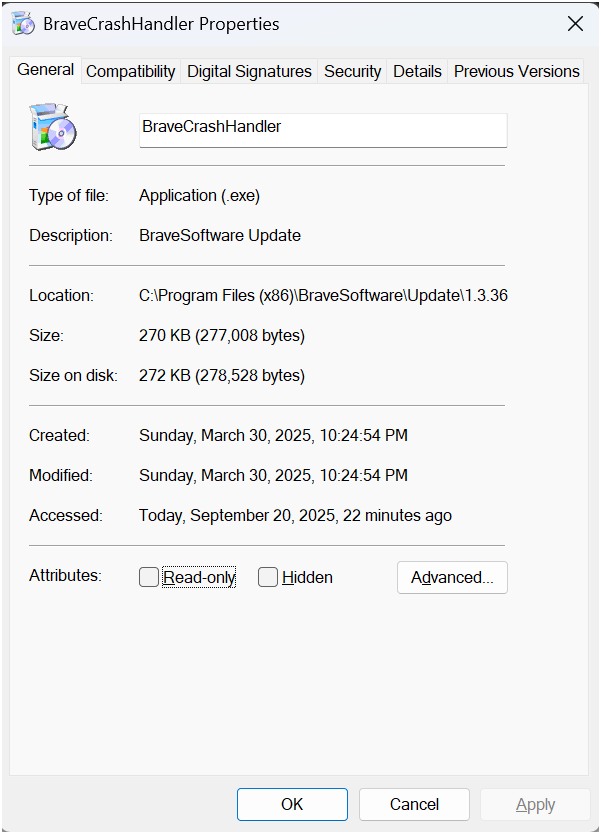 BraveCrashHandler Properties
General Compatibility Digital Signatures Security Details Previous Versions
BraveCrashHandler
Type of file: Application (.exe)
Description: BraveSoftware Update
Location: C:\Program Files (x86)\BraveSoftware\Update\1.3.36
Size: 270 KB (277,008 bytes)
Size on disk: 272 KB (278,528 bytes)
Created: Sunday, March 30, 2025, 10:24:54 PM
Modified: Sunday, March 30, 2025, 10:24:54 PM
Accessed: Today, September 20, 2025, 22 minutes ago
Attributes: Read-only Hidden Advanced...
OK Cancel Apply